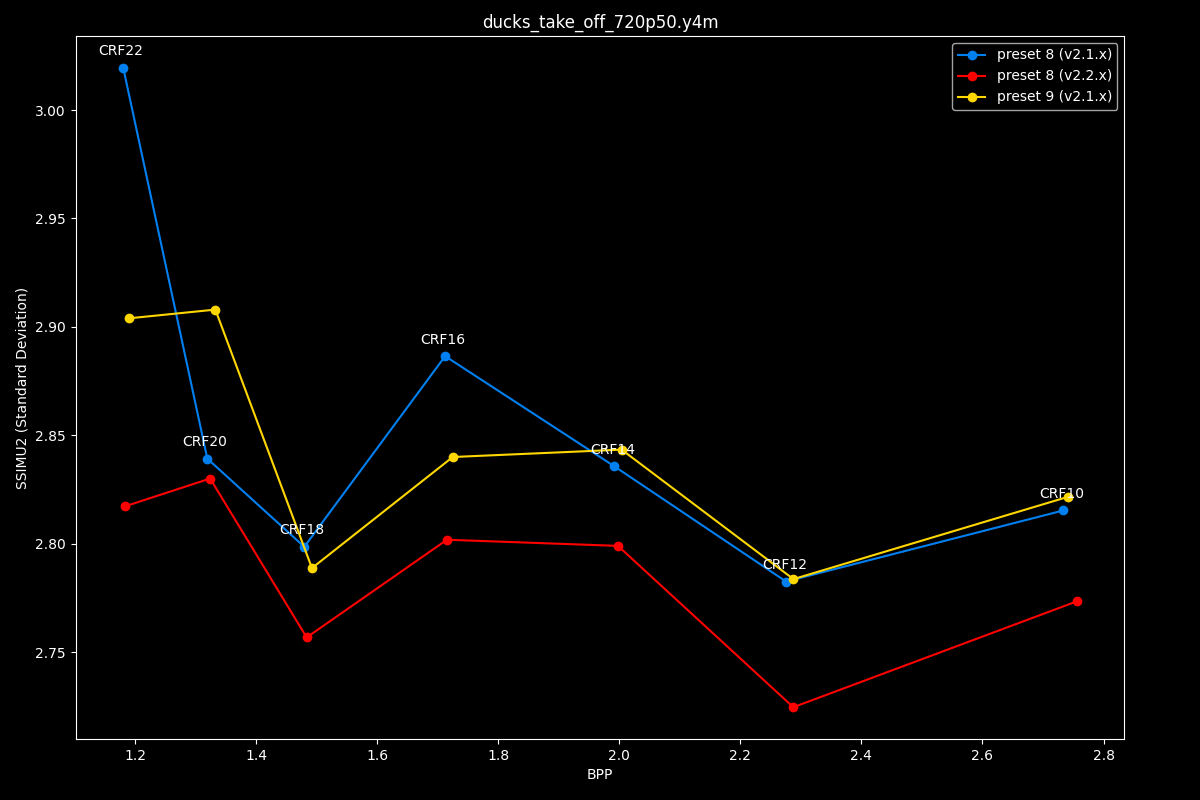 ducks_take_off_720p50.y4m
preset 8 (v2.1.x)
preset 8 (v2.2.x)
preset 9 (v2.1.x)
CRF22
CRF20
CRF18
CRF16
CRF14
CRF12
CRF10
SSIMU2 (Standard Deviation)
3.00
2.95
2.90
2.85
2.80
2.75
1.2 1.4 1.6 1.8 2.0 2.2 2.4 2.6 2.8
BPP